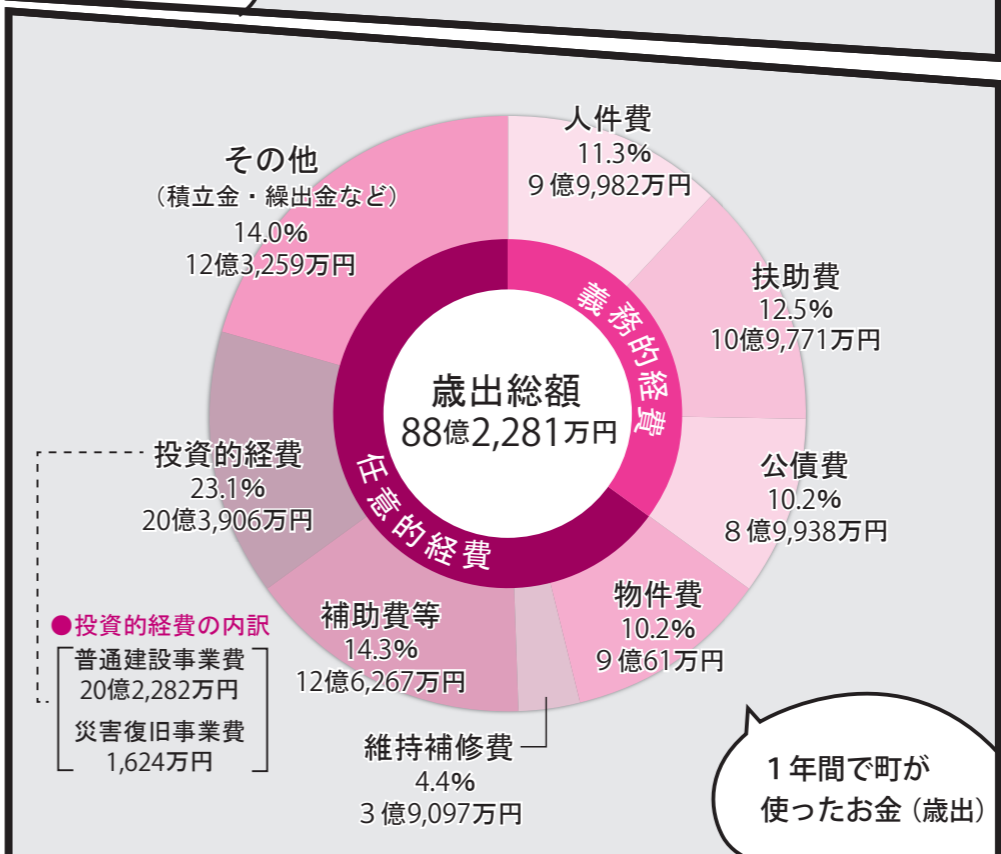 人件費
11.3%
9億9,982万円
扶助費
12.5%
10億9,771万円
公債費
10.2%
8億9,938万円
物件費
10.2%
9億61万円
維持補修費
4.4%
3億9,097万円
補助費等
14.3%
12億6,267万円
投資的経費
23.1%
20億3,906万円
●投資的経費の内訳
普通建設事業費
20億2,282万円
災害復旧事業費
1,624万円
その他
(積立金・繰出金など)
14.0%
12億3,259万円
義務的経費
任意的経費
歳出総額
88億2,281万円
1年間で町が
使ったお金(歳出)